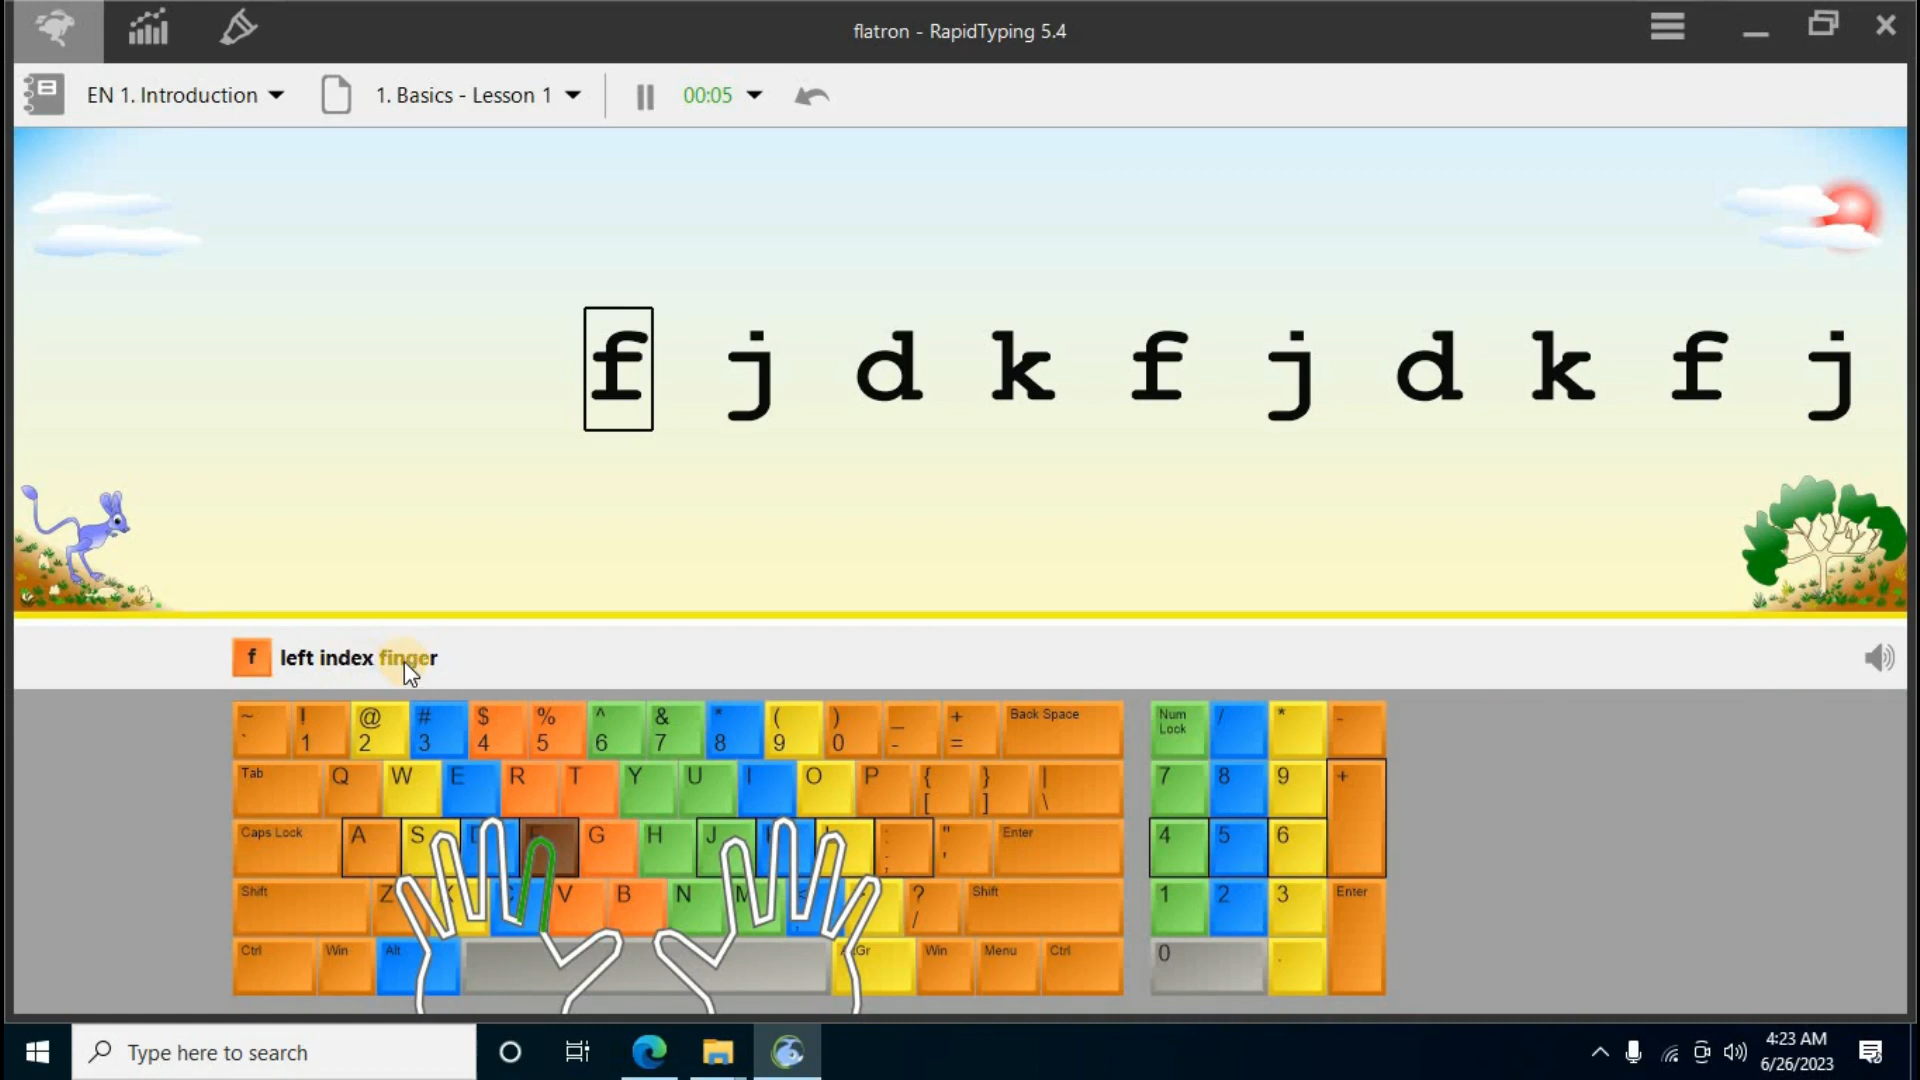 flatron - RapidTyping 5.4
EN 1. Introduction
1. Basics - Lesson 1
00:05
f j d k f j d k f j
f left index finger
~ ! @ # $ % ^ & * ( ) _ + Back Space
` 1 2 3 4 5 6 7 8 9 0 - =
Tab Q W E R T Y U I O P { } |
[ ] \
Caps Lock A S D F G H J : " Enter
; '
Shift Z X C V B N M < ? Shift
, /
Ctrl Win Alt Gr Win Menu Ctrl
Num Lock / * -
7 8 9 +
4 5 6
1 2 3 Enter
0 .
Type here to search
4:23 AM
6/26/2023